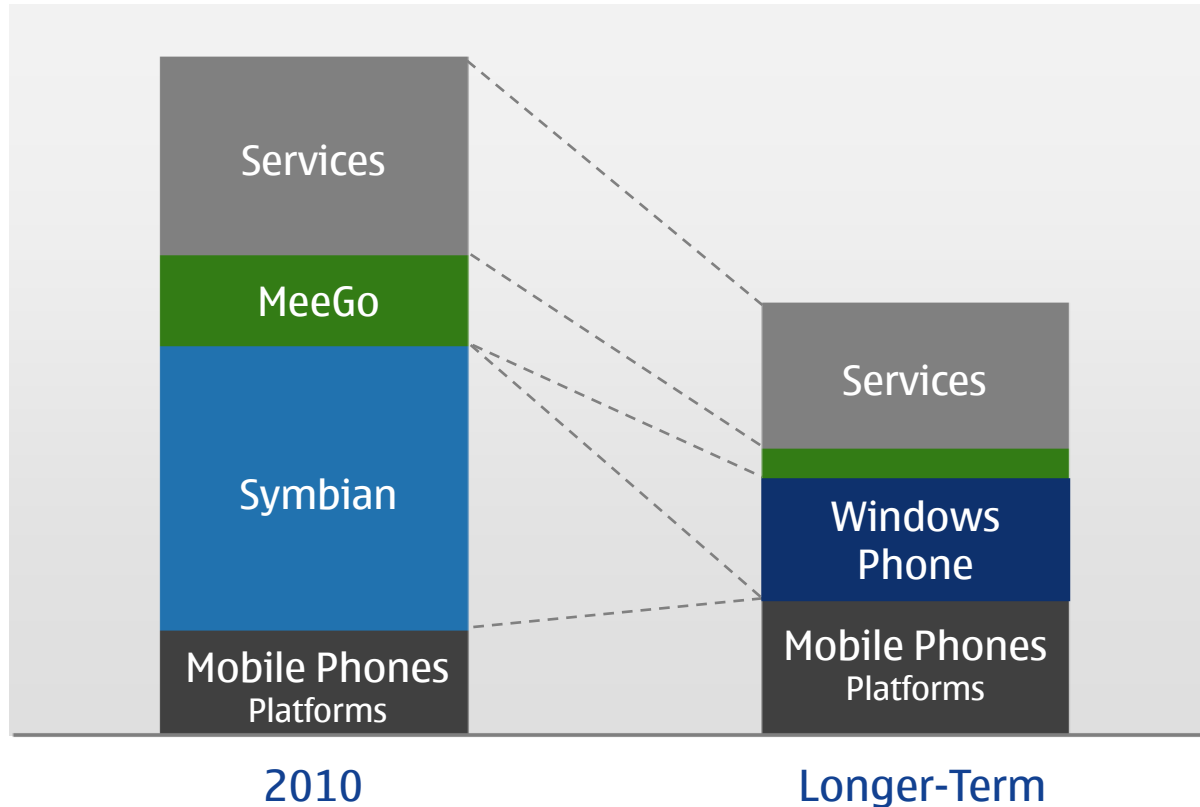 Services
MeeGo
Symbian
Mobile Phones
Platforms
2010
Services
Windows
Phone
Mobile Phones
Platforms
Longer-Term